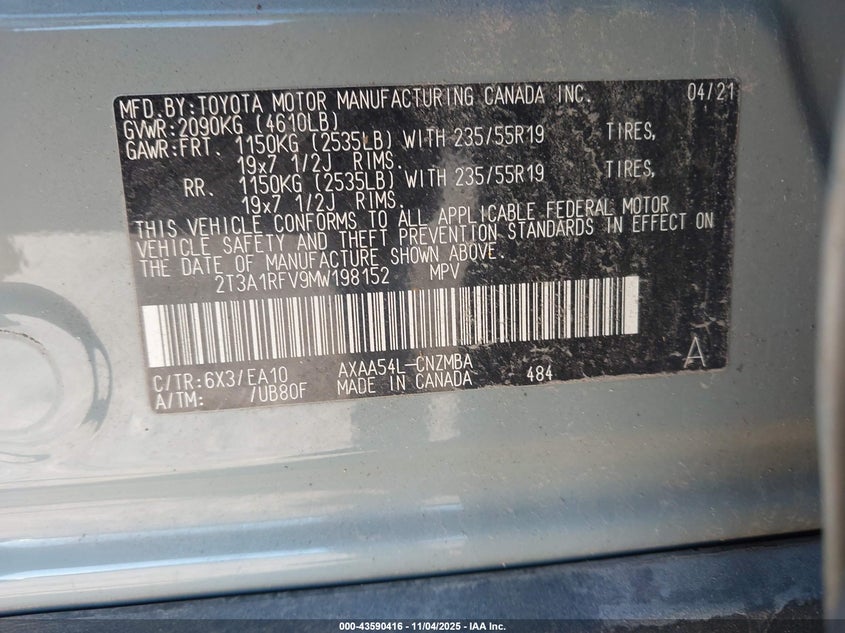 MFD.BY:TOYOTA MOTOR MANUFACTURING CANADA INC. 04/21
GVWR:2090KG (4610LB)
GAWR:FRT. 1150KG (2535LB) WITH 235/55R19 TIRES,
19x7 1/2J RIMS.
RR. 1150KG (2535LB) WITH 235/55R19 TIRES,
19x7 1/2J RIMS.
THIS VEHICLE CONFORMS TO ALL APPLICABLE FEDERAL MOTOR
VEHICLE SAFETY AND THEFT PREVENTION STANDARDS IN EFFECT ON
THE DATE OF MANUFACTURE SHOWN ABOVE.
2T3A1RFV9MW198152 MPV
C/TR:6X3/EA10 AXAA54L-CNZMBA A
A/TM: /UB80F MADE IN CANADA 484
000-43590416 - 11/04/2025 - IAA Inc.